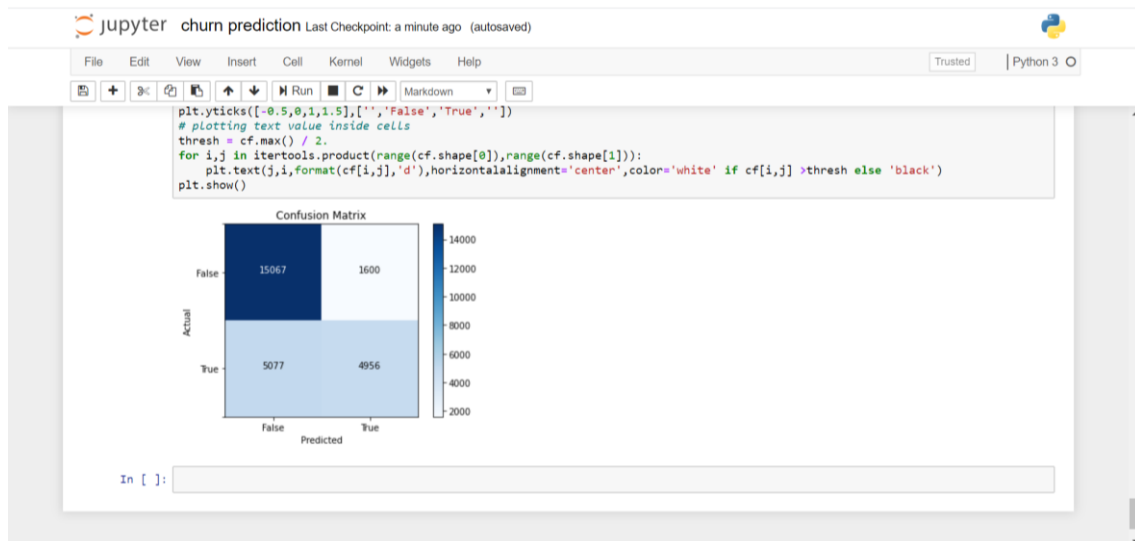 jupyter churn prediction Last Checkpoint: a minute ago (autosaved)
File Edit View Insert Cell Kernel Widgets Help Trusted Python 3
Run Markdown
plt.yticks([-0.5,0,1,1.5],['','False','True',''])
# plotting text value inside cells
thresh = cf.max() / 2.
for i,j in itertools.product(range(cf.shape[0]),range(cf.shape[1])):
    plt.text(j,i,format(cf[i,j],'d'),horizontalalignment='center',color='white' if cf[i,j] >thresh else 'black')
plt.show()
Confusion Matrix
14000
False 15067 1600
12000
10000
Actual
8000
6000
True 5077 4956
4000
2000
False True
Predicted
In [ ]: